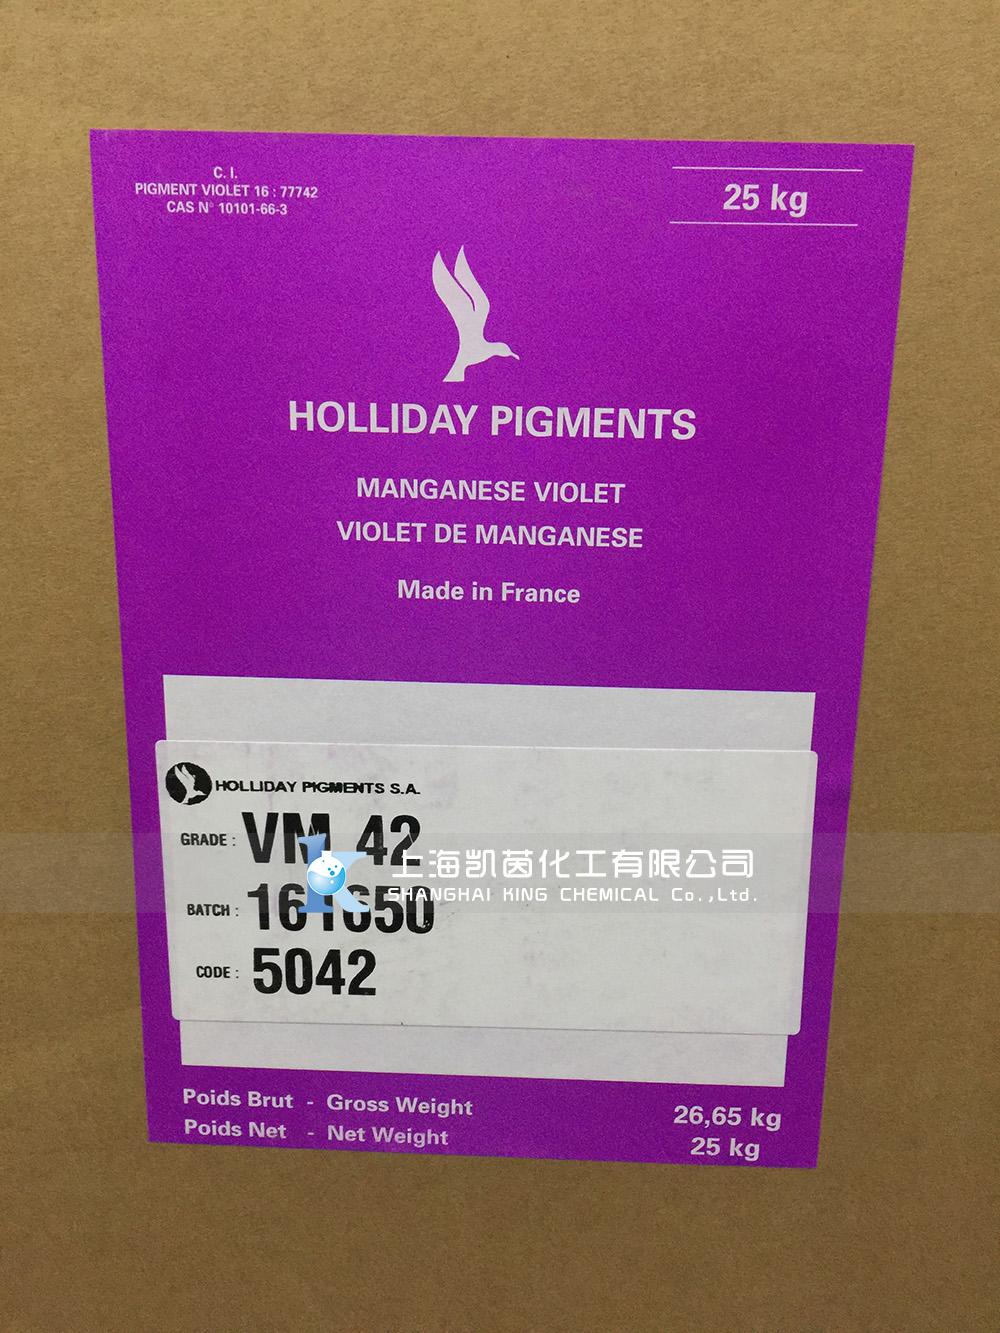 C. I.
PIGMENT VIOLET 16 : 77742
CAS N° 10101-66-3
25 kg
HOLLIDAY PIGMENTS
MANGANESE VIOLET
VIOLET DE MANGANESE
Made in France
HOLLIDAY PIGMENTS S.A.
GRADE : VM 42
上海凯茵化工有限公司
SHANGHAI KING CHEMICAL Co.,Ltd.
BATCH : 161650
CODE : 5042
Poids Brut - Gross Weight 26,65 kg
Poids Net - Net Weight 25 kg